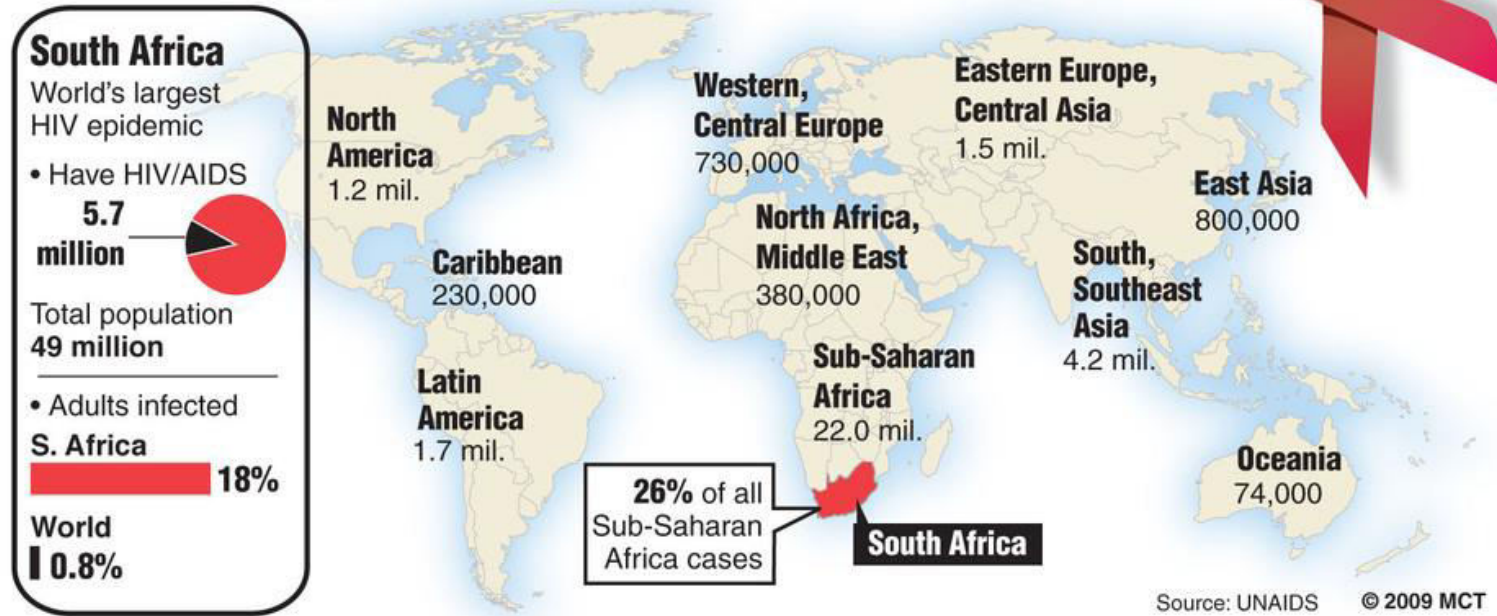 South Africa
World's largest
HIV epidemic
• Have HIV/AIDS
5.7
million
Total population
49 million
• Adults infected
S. Africa
18%
World
0.8%
North
America
1.2 mil.
Caribbean
230,000
Latin
America
1.7 mil.
Western,
Central Europe
730,000
North Africa,
Middle East
380,000
Sub-Saharan
Africa
22.0 mil.
26% of all
Sub-Saharan
Africa cases
South Africa
Eastern Europe,
Central Asia
1.5 mil.
East Asia
800,000
South,
Southeast
Asia
4.2 mil.
Oceania
74,000
Source: UNAIDS © 2009 MCT